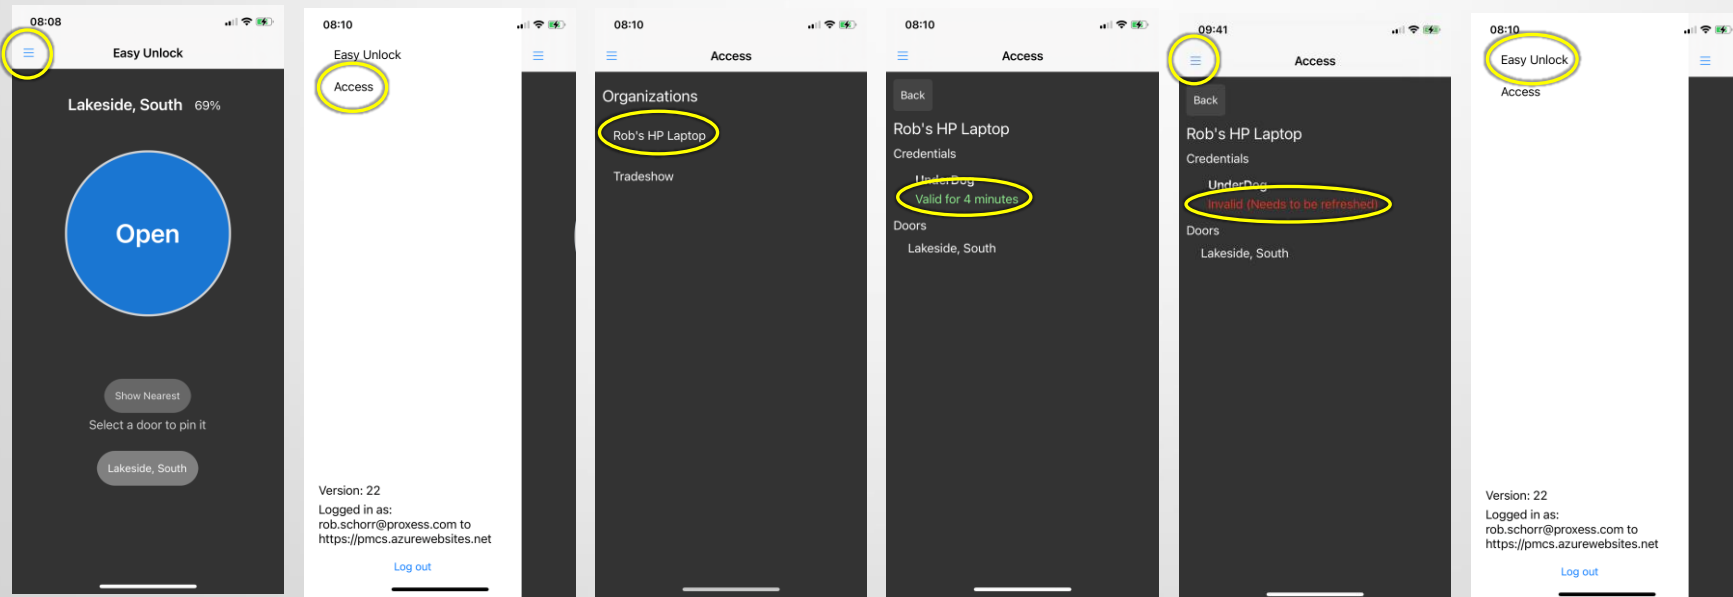 08:08
Easy Unlock
Lakeside, South 69%
Open
Show Nearest
Select a door to pin it
Lakeside, South
08:10
Easy Unlock
Access
Version: 22
Logged in as:
rob.schorr@proxess.com to
https://pmcs.azurewebsites.net
Log out
08:10
Access
Organizations
Rob's HP Laptop
Tradeshow
08:10
Access
Back
Rob's HP Laptop
Credentials
UnderDog
Valid for 4 minutes
Doors
Lakeside, South
09:41
Access
Back
Rob's HP Laptop
Credentials
UnderDog
Invalid (Needs to be refreshed)
Doors
Lakeside, South
08:10
Easy Unlock
Access
Version: 22
Logged in as:
rob.schorr@proxess.com to
https://pmcs.azurewebsites.net
Log out